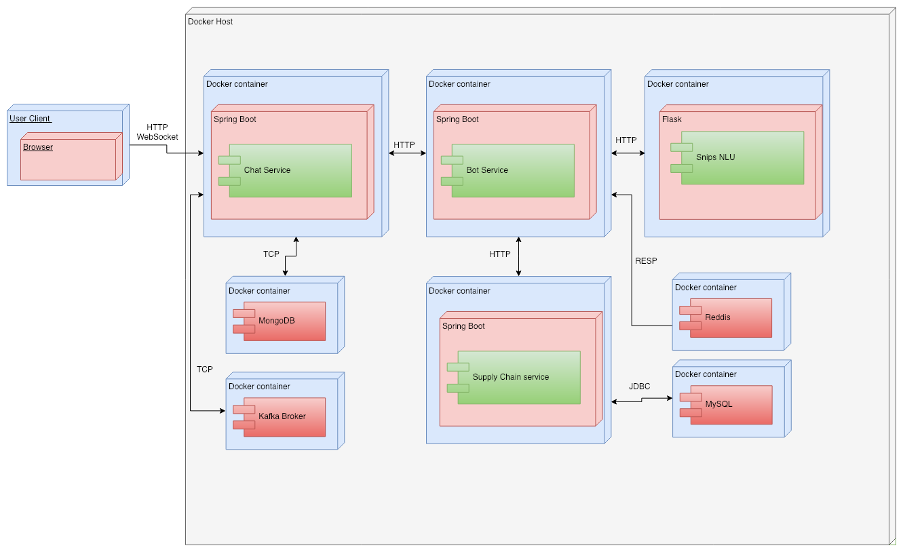 Docker Host
Docker container
Docker container
Docker container
User Client
Browser
HTTP
WebSocket
Spring Boot
Chat Service
HTTP
Spring Boot
Bot Service
HTTP
Flask
Snips NLU
TCP
HTTP
RESP
Docker container
MongoDB
Docker container
Spring Boot
Supply Chain service
Docker container
Reddis
TCP
Docker container
Kafka Broker
JDBC
Docker container
MySQL